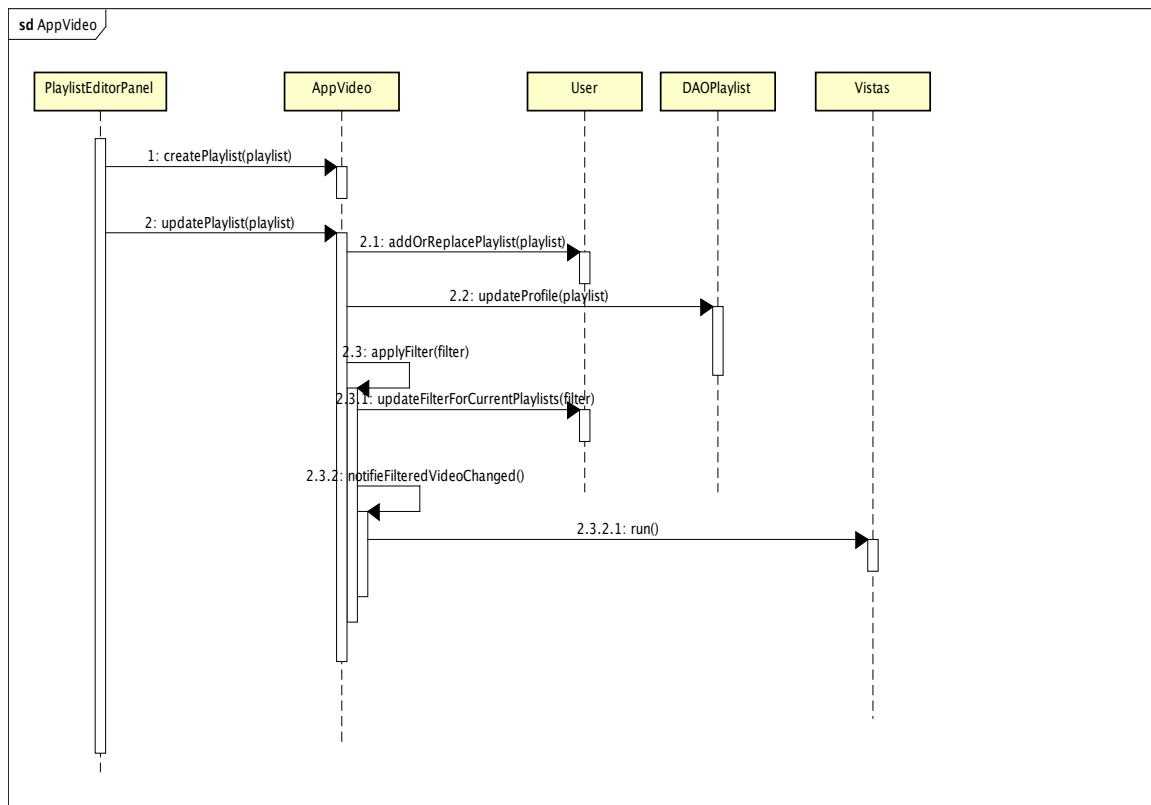 sd AppVideo
PlaylistEditorPanel
AppVideo
User
DAOPlaylist
Vistas
1: createPlaylist(playlist)
2: updatePlaylist(playlist)
2.1: addOrReplacePlaylist(playlist)
2.2: updateProfile(playlist)
2.3: applyFilter(filter)
2.3.1: updateFilterForCurrentPlaylists(filter)
2.3.2: notifieFilteredVideoChanged()
2.3.2.1: run()